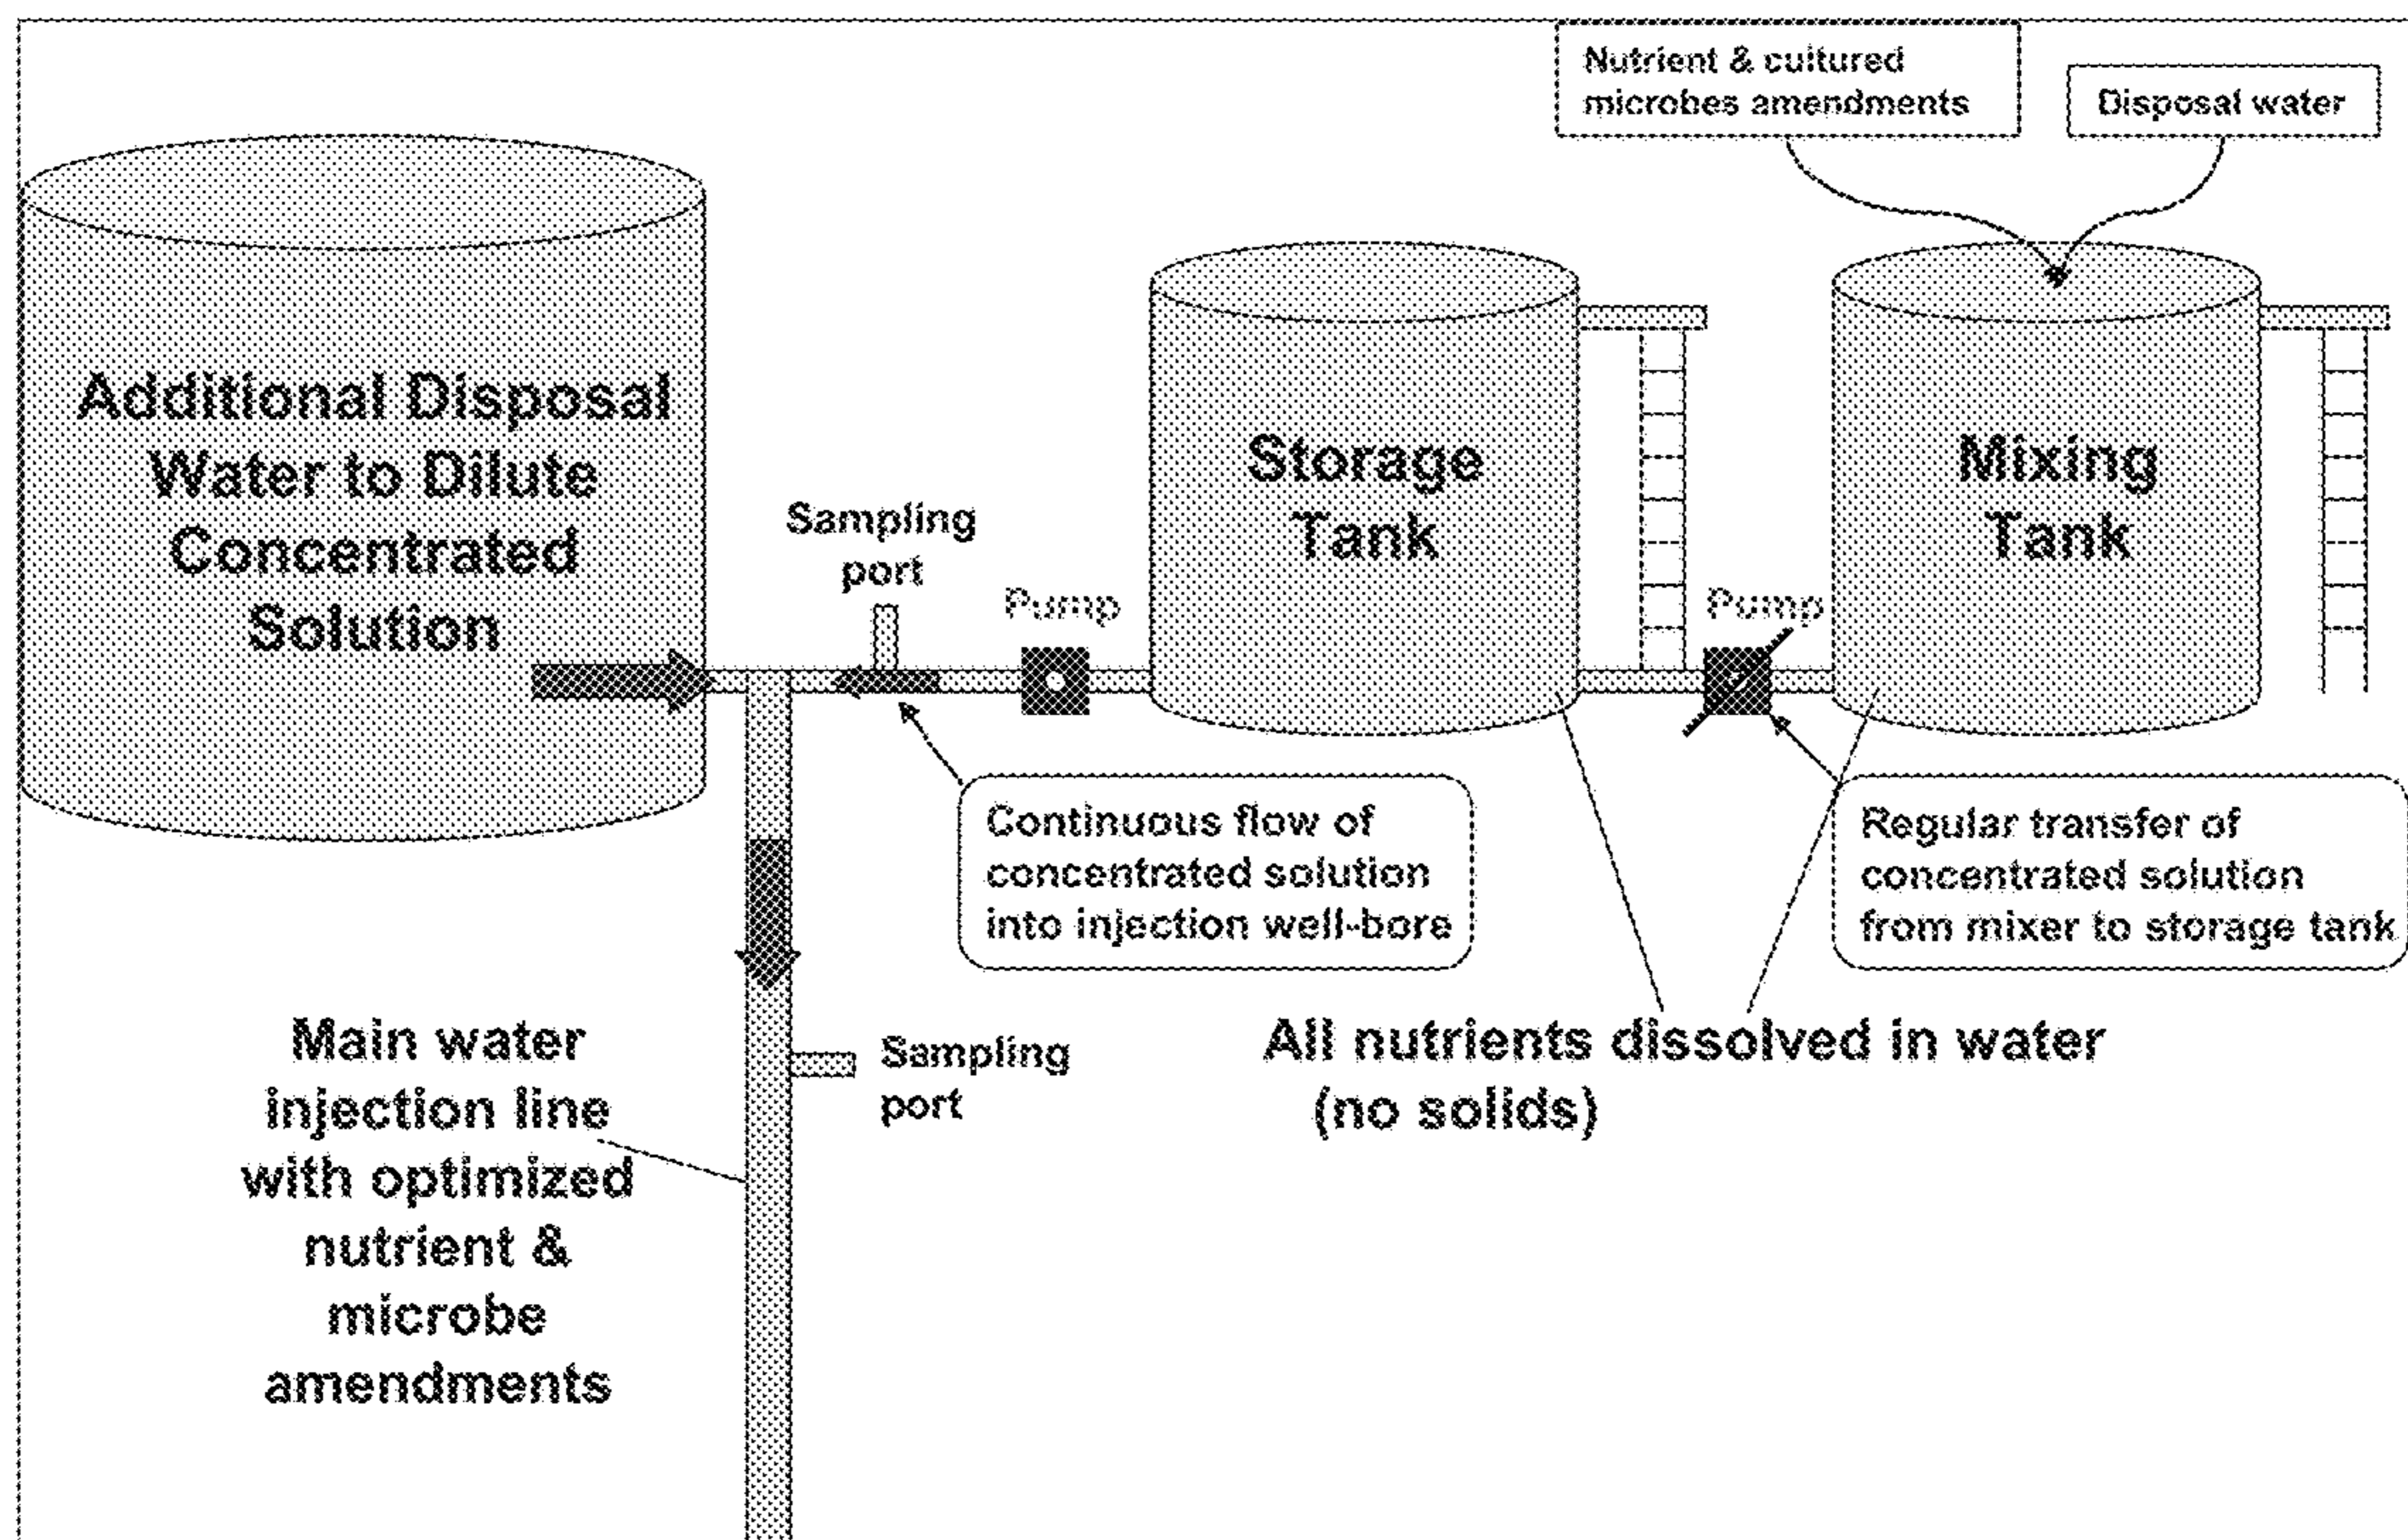 Nutrient & cultured
microbes amendments
Disposal water
Additional Disposal
Water to Dilute
Concentrated
Solution
Sampling
port
Pump
Storage
Tank
Pump
Mixing
Tank
Continuous flow of
concentrated solution
into injection well-bore
Regular transfer of
concentrated solution
from mixer to storage tank
Main water
injection line
with optimized
nutrient &
microbe
amendments
Sampling
port
All nutrients dissolved in water
(no solids)